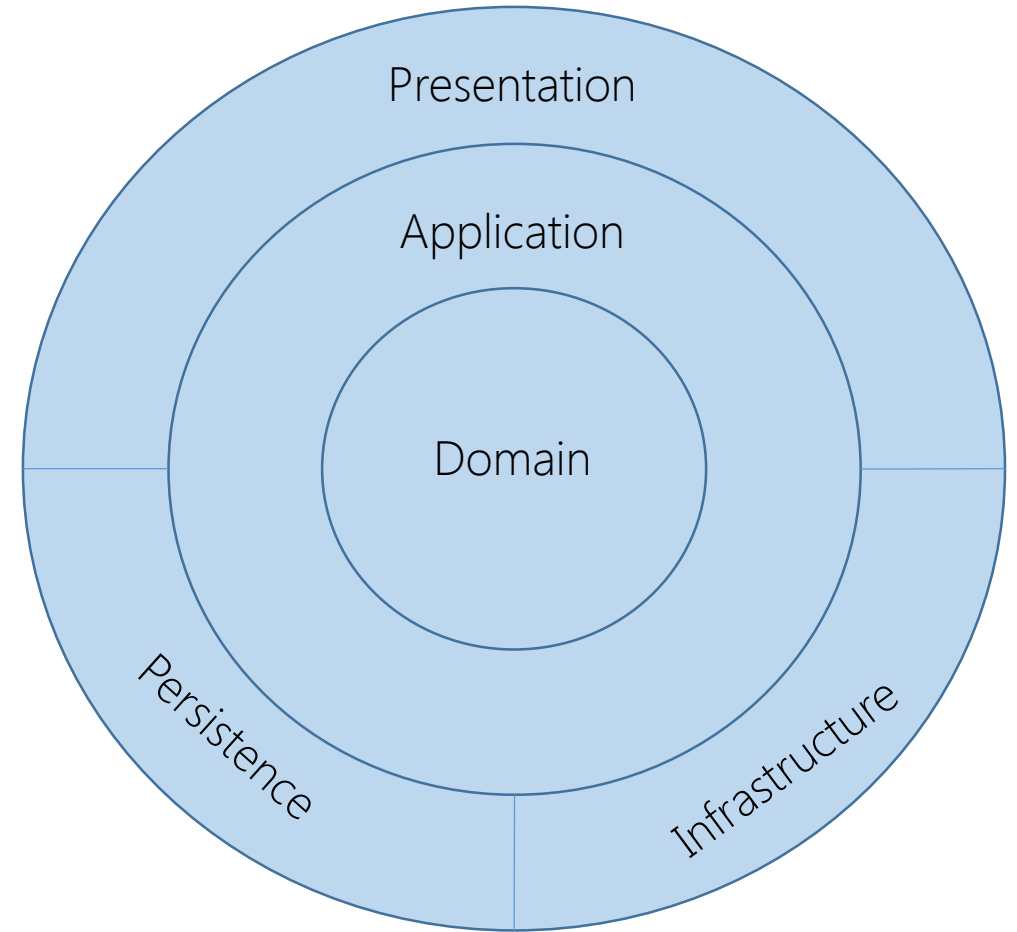 Presentation
Application
Domain
Persistence
Infrastructure